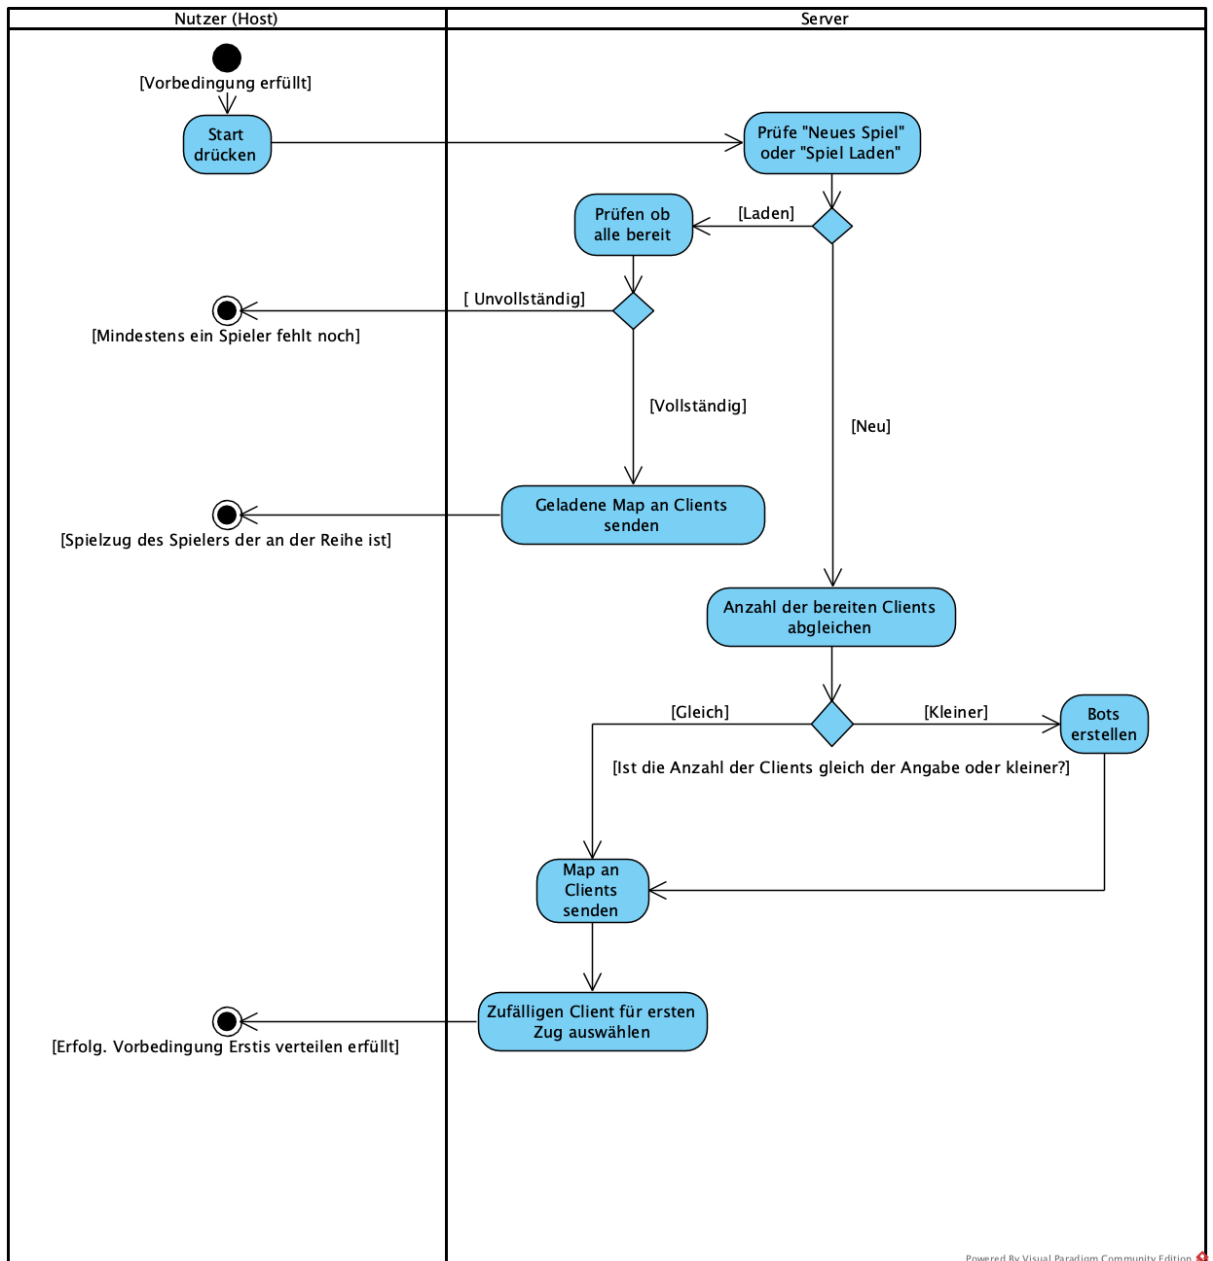 Nutzer (Host)
Server
[Vorbedingung erfüllt]
Start
drücken
Prüfe "Neues Spiel"
oder "Spiel Laden"
Prüfen ob
alle bereit
[Laden]
[ Unvollständig]
[Mindestens ein Spieler fehlt noch]
[Vollständig]
[Neu]
Geladene Map an Clients
senden
[Spielzug des Spielers der an der Reihe ist]
Anzahl der bereiten Clients
abgleichen
[Gleich]
[Kleiner]
Bots
erstellen
[Ist die Anzahl der Clients gleich der Angabe oder kleiner?]
Map an
Clients
senden
Zufälligen Client für ersten
Zug auswählen
[Erfolg. Vorbedingung Erstis verteilen erfüllt]
Powered By Visual Paradigm Community Edition